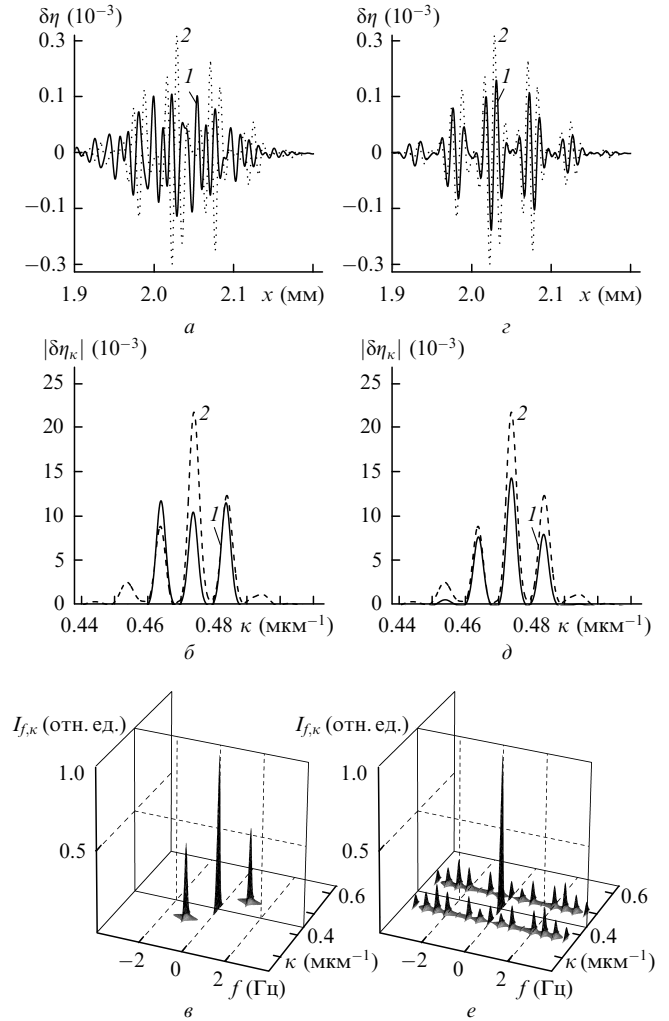 δη (10⁻³)
δη (10⁻³)
2
2
0.3
0.3
1
1
0.1
0.1
0
0
−0.1
−0.1
−0.3
−0.3
1.9 2.0 2.1 x (мм)
1.9 2.0 2.1 x (мм)
а
г
|δηκ| (10⁻³)
|δηκ| (10⁻³)
25
25
2
2
20
20
15
15
1
1
10
10
5
5
0
0
0.44 0.46 0.48 κ (мкм⁻¹)
0.44 0.46 0.48 κ (мкм⁻¹)
б
д
I f,κ (отн. ед.)
I f,κ (отн. ед.)
1.0
1.0
0.5
0.5
0.6
0.6
0.4
0.4
κ (мкм⁻¹)
κ (мкм⁻¹)
−2 0 2 f (Гц)
−2 0 2 f (Гц)
в
е